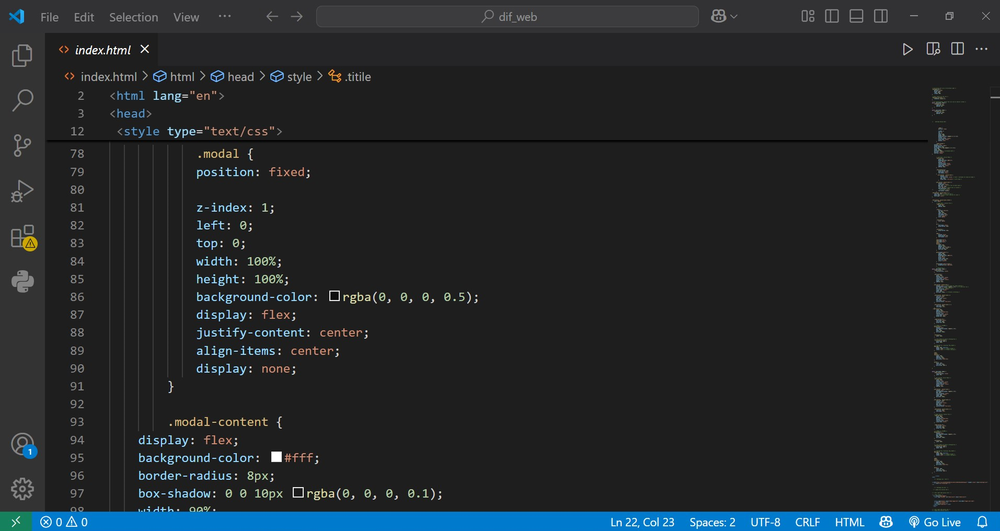 File Edit Selection View ··· dif_web
index.html
index.html > html > head > style > .titile
2 <html lang="en">
3 <head>
12 <style type="text/css">
78 .modal {
79 position: fixed;
80
81 z-index: 1;
82 left: 0;
83 top: 0;
84 width: 100%;
85 height: 100%;
86 background-color: rgba(0, 0, 0, 0.5);
87 display: flex;
88 justify-content: center;
89 align-items: center;
90 display: none;
91 }
92
93 .modal-content {
94 display: flex;
95 background-color: #fff;
96 border-radius: 8px;
97 box-shadow: 0 0 10px rgba(0, 0, 0, 0.1);
98 width: 90%;
1
0 0 Ln 22, Col 23 Spaces: 2 UTF-8 CRLF HTML Go Live